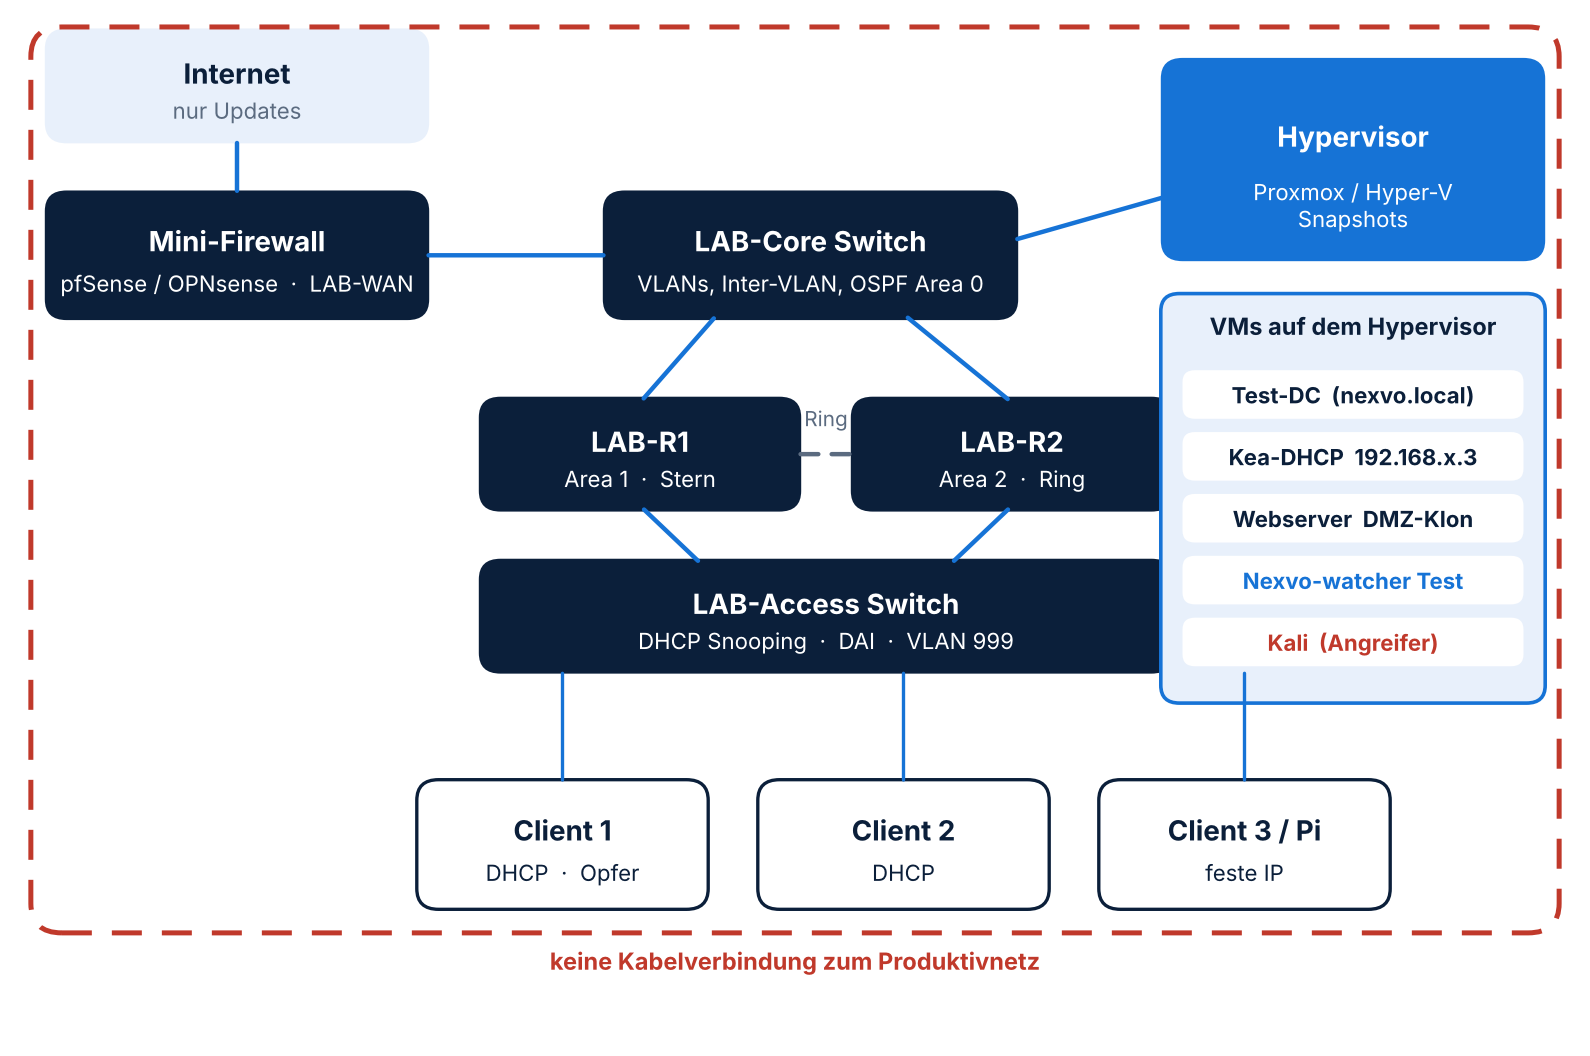 Internet
nur Updates
Hypervisor
Proxmox / Hyper-V
Snapshots
Mini-Firewall
pfSense / OPNsense · LAB-WAN
LAB-Core Switch
VLANs, Inter-VLAN, OSPF Area 0
VMs auf dem Hypervisor
Test-DC (nexvo.local)
Kea-DHCP 192.168.x.3
Webserver DMZ-Klon
Nexvo-watcher Test
Kali (Angreifer)
LAB-R1
Area 1 · Stern
Ring
LAB-R2
Area 2 · Ring
LAB-Access Switch
DHCP Snooping · DAI · VLAN 999
Client 1
DHCP · Opfer
Client 2
DHCP
Client 3 / Pi
feste IP
keine Kabelverbindung zum Produktivnetz